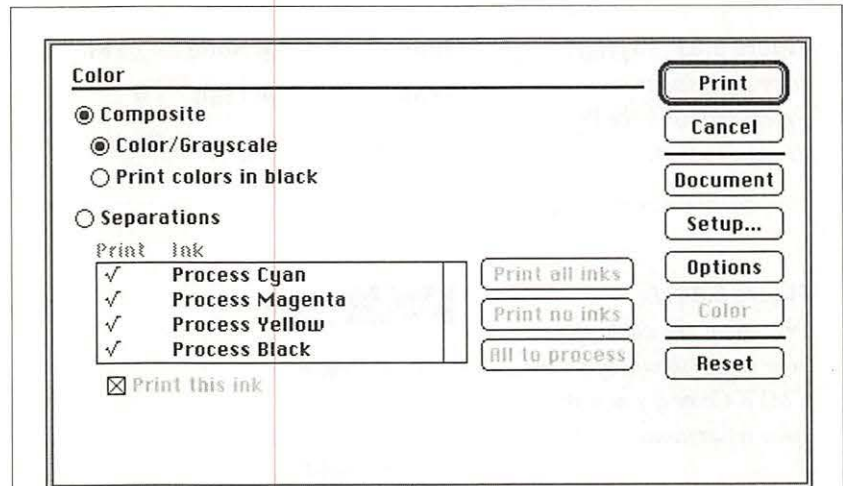 Color
Print
Composite
Cancel
Color/Grayscale
Print colors in black
Document
Separations
Setup...
Print Ink
√ Process Cyan
√ Process Magenta
√ Process Yellow
√ Process Black
Print all inks
Print no inks
All to process
Options
Color
Reset
Print this ink